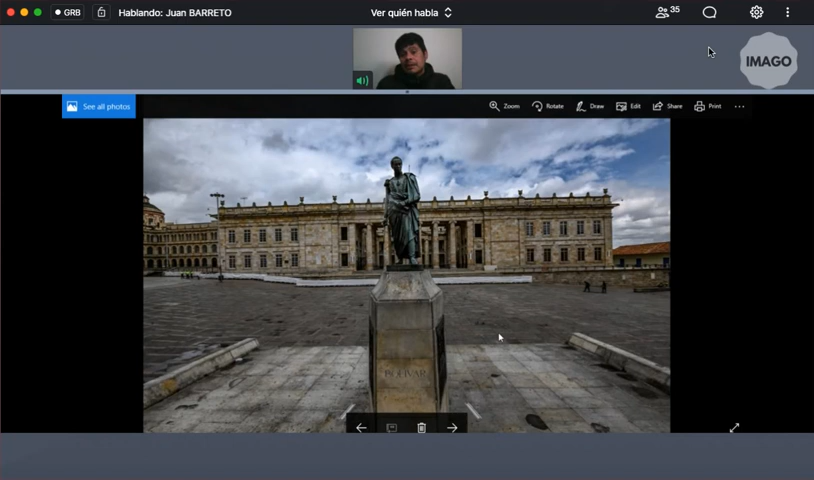 GRB
Hablando: Juan BARRETO
Ver quién habla
35
IMAGO
See all photos
Zoom
Rotate
Draw
Edit
Share
Print
BOLIVAR